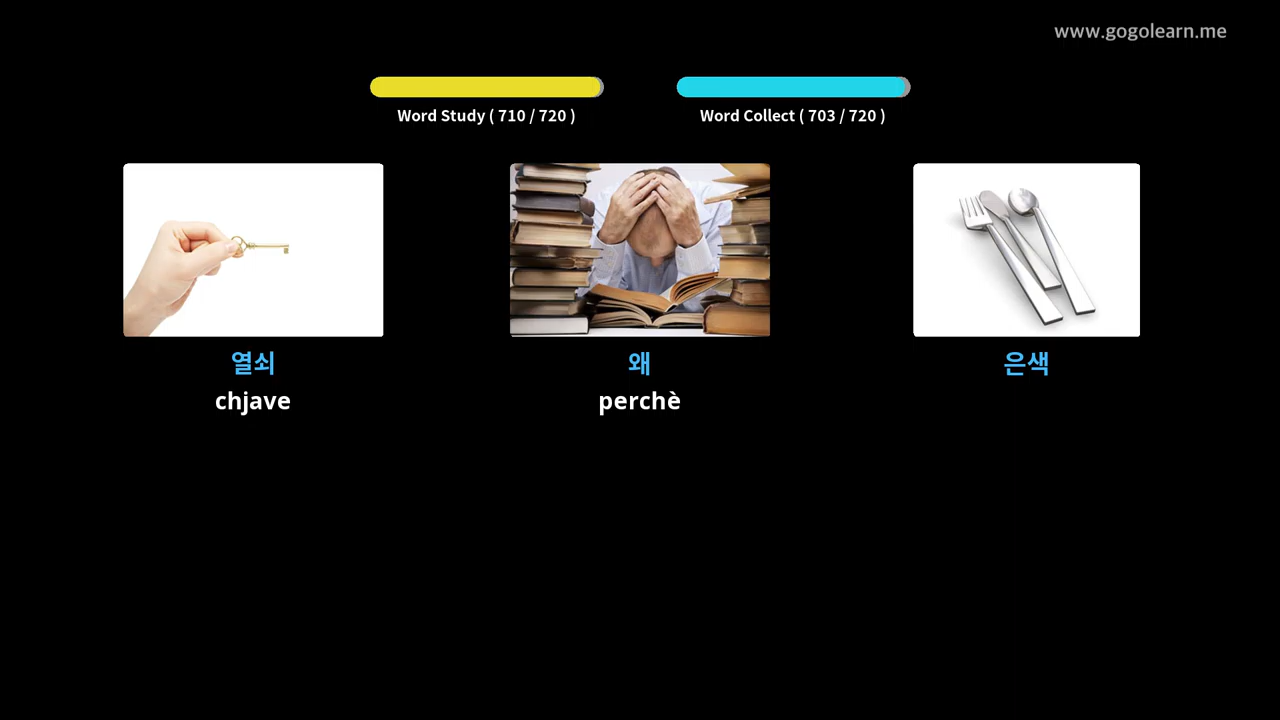 www.gogolearn.me
Word Study ( 710 / 720 )
Word Collect ( 703 / 720 )
열쇠
chjave
왜
perchè
은색